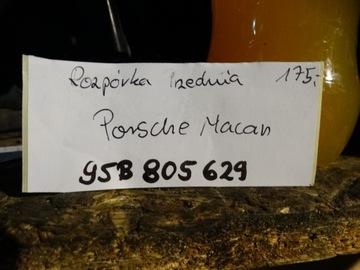 Rozpórka Przednia 175,-
Porsche Macan
95B 805 629